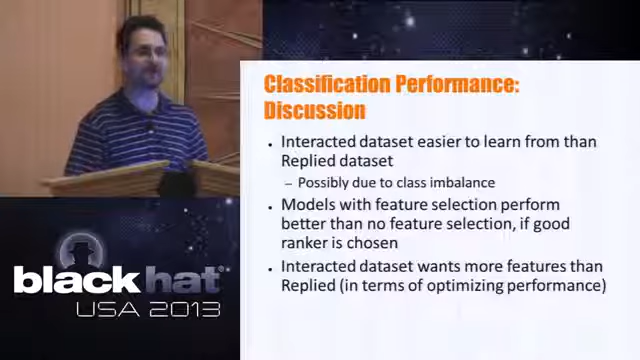 Classification Performance:
Discussion
• Interacted dataset easier to learn from than
Replied dataset
– Possibly due to class imbalance
• Models with feature selection perform
better than no feature selection, if good
ranker is chosen
• Interacted dataset wants more features than
Replied (in terms of optimizing performance)
black hat®
USA 2013